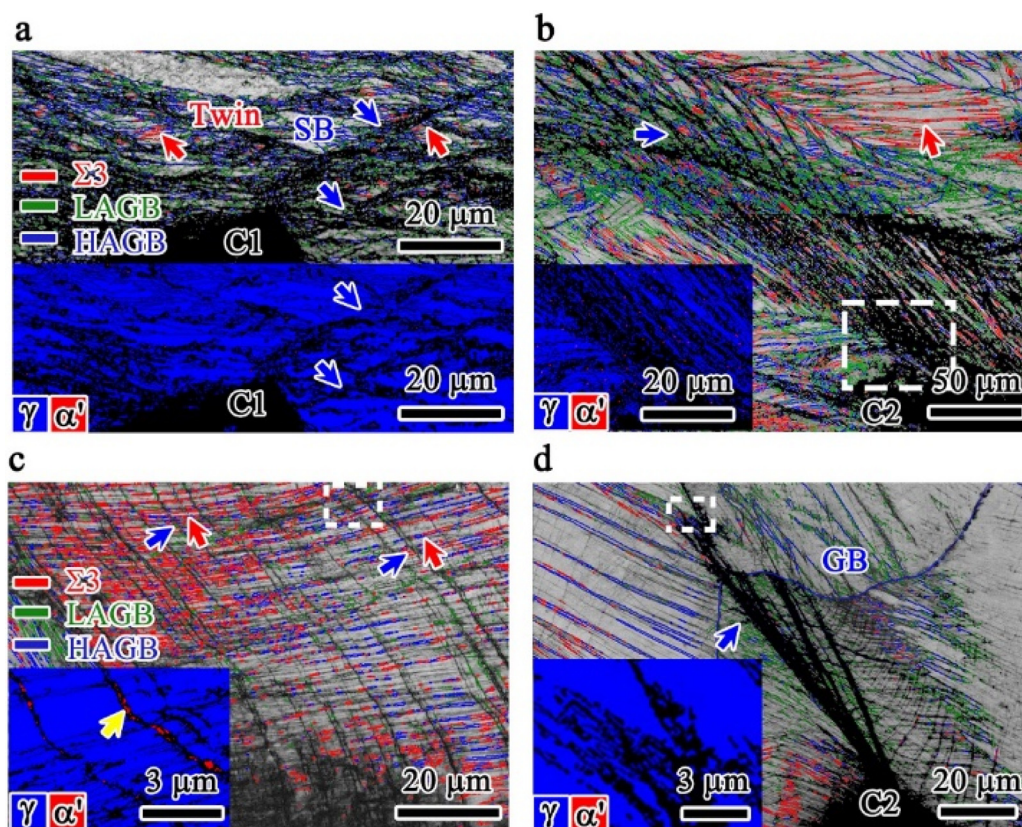 a
Twin
SB
Σ3
LAGB
HAGB
C1
20 μm
C1
20 μm
γ α'
b
20 μm
50 μm
C2
γ α'
c
Σ3
LAGB
HAGB
3 μm
20 μm
γ α'
d
GB
3 μm
C2
20 μm
γ α'